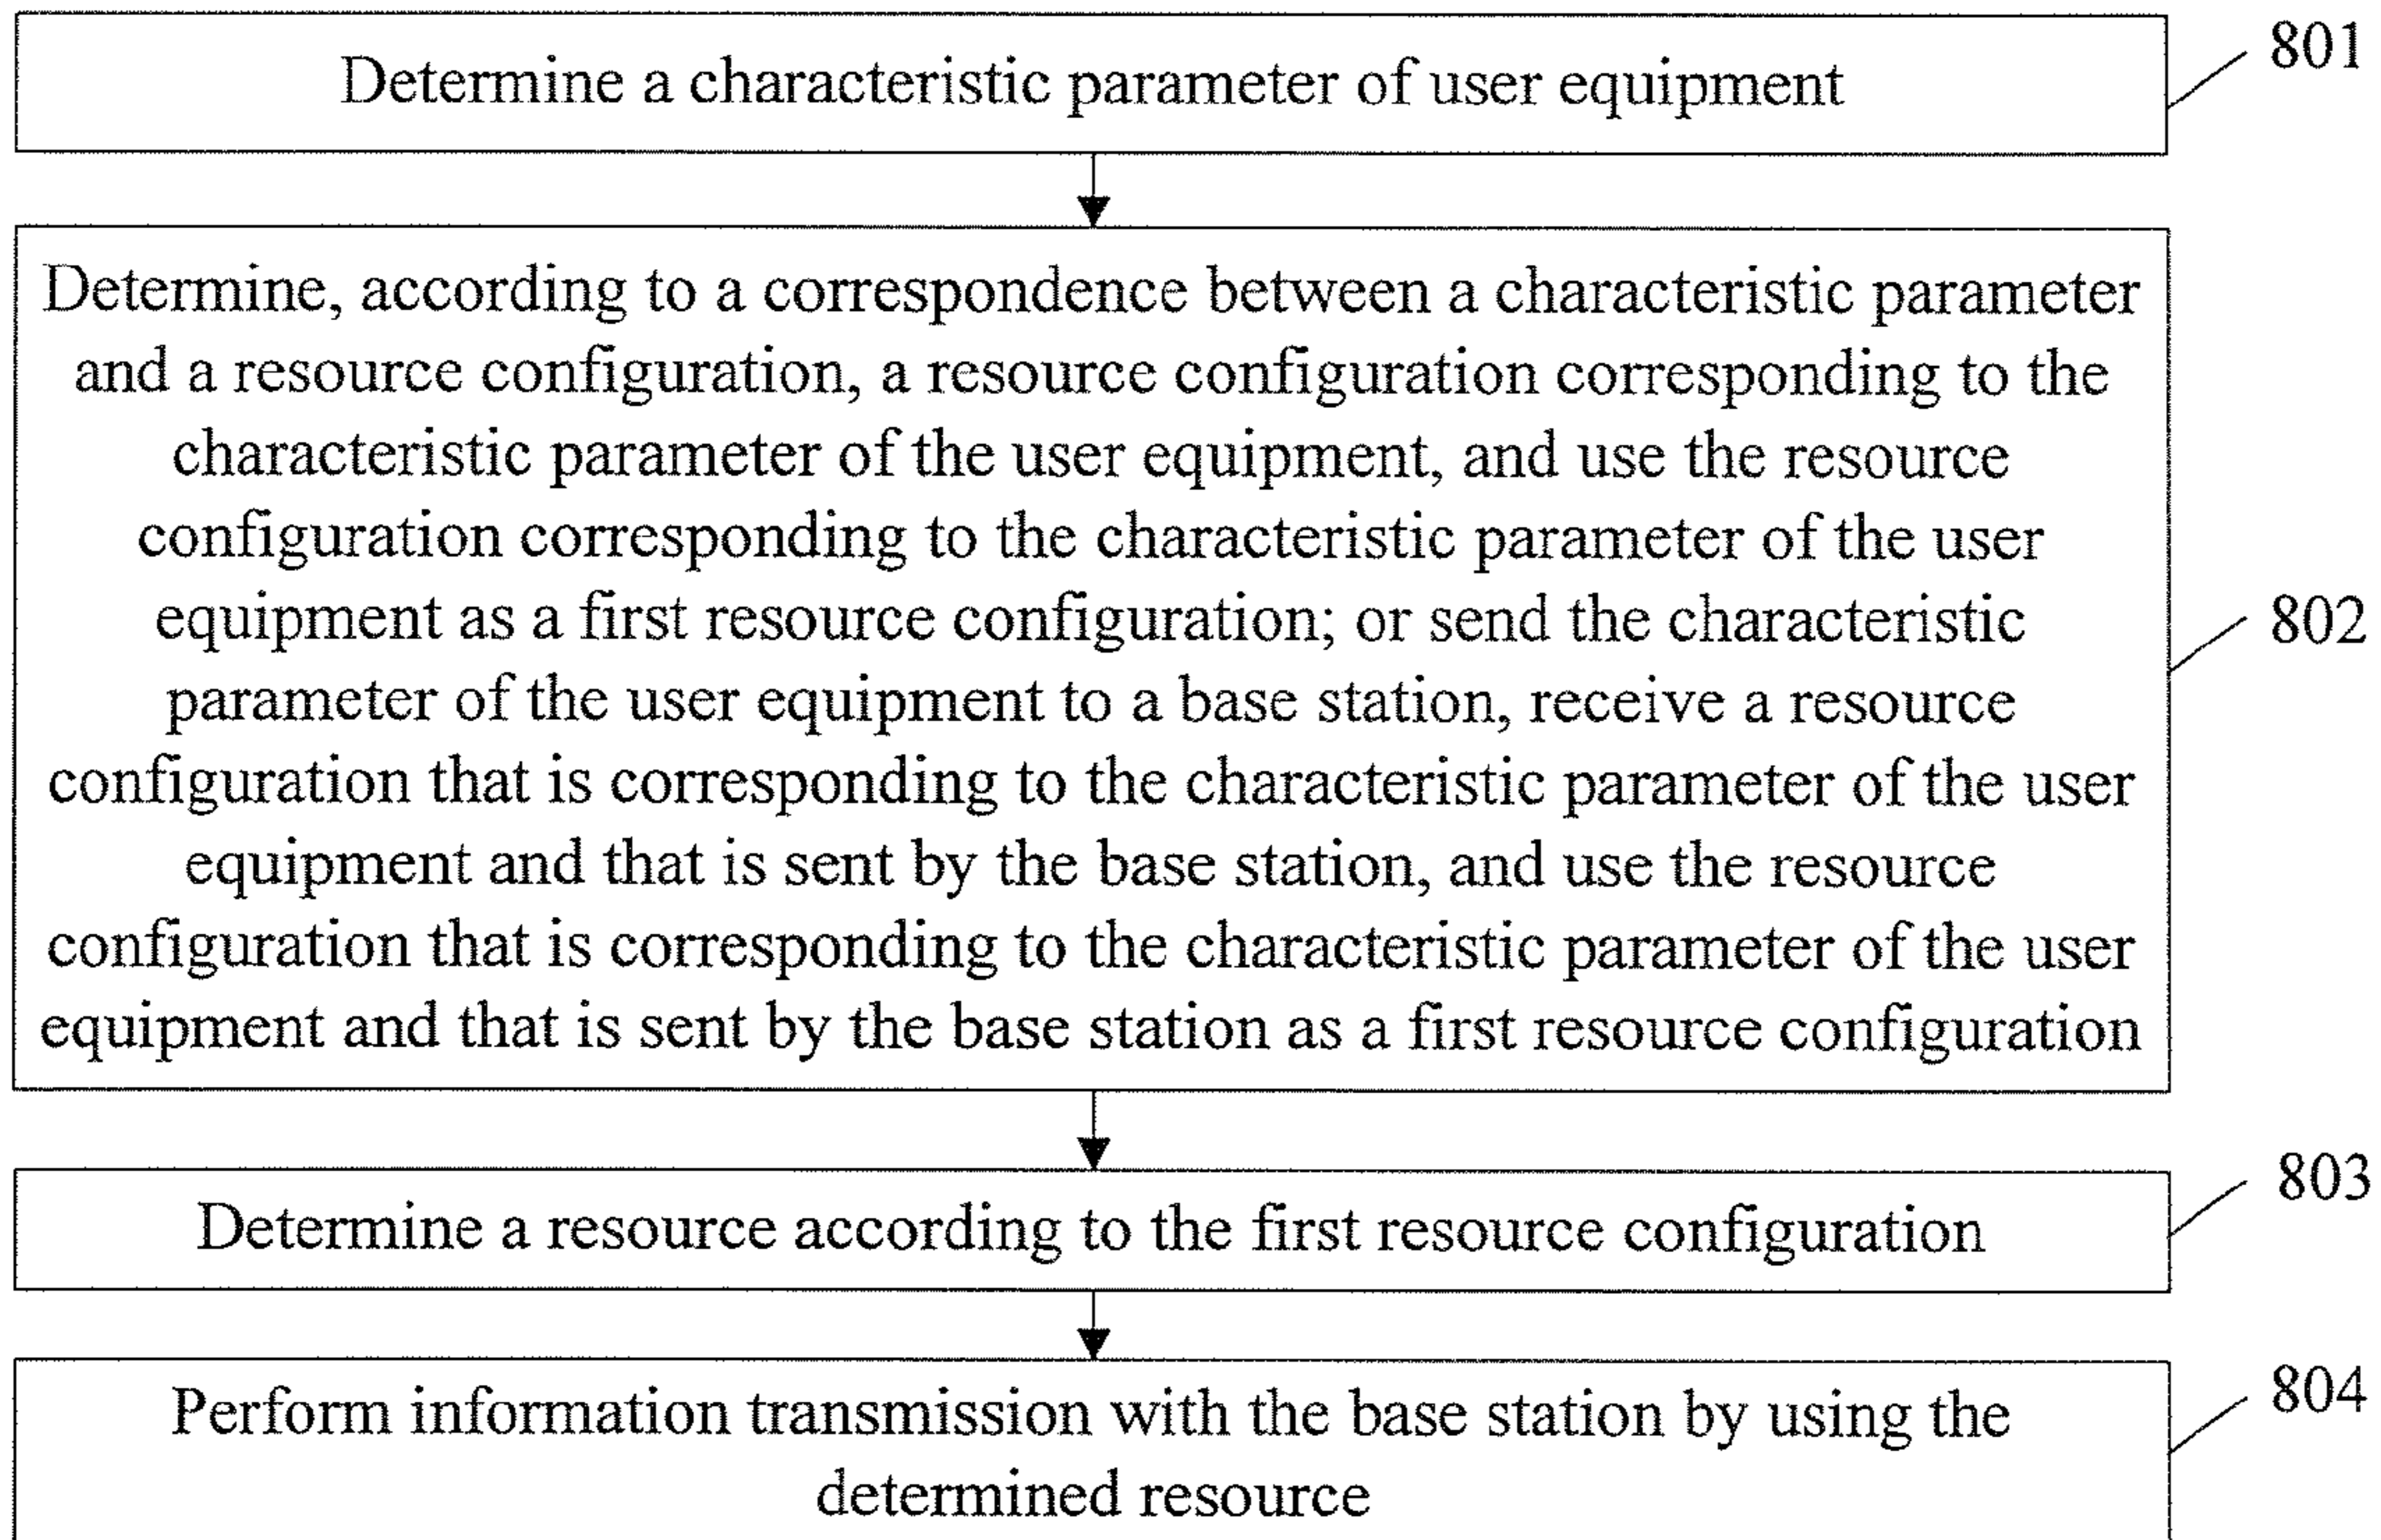 Determine a characteristic parameter of user equipment
801
Determine, according to a correspondence between a characteristic parameter
and a resource configuration, a resource configuration corresponding to the
characteristic parameter of the user equipment, and use the resource
configuration corresponding to the characteristic parameter of the user
equipment as a first resource configuration; or send the characteristic
parameter of the user equipment to a base station, receive a resource
configuration that is corresponding to the characteristic parameter of the user
equipment and that is sent by the base station, and use the resource
configuration that is corresponding to the characteristic parameter of the user
equipment and that is sent by the base station as a first resource configuration
802
Determine a resource according to the first resource configuration
803
Perform information transmission with the base station by using the
determined resource
804